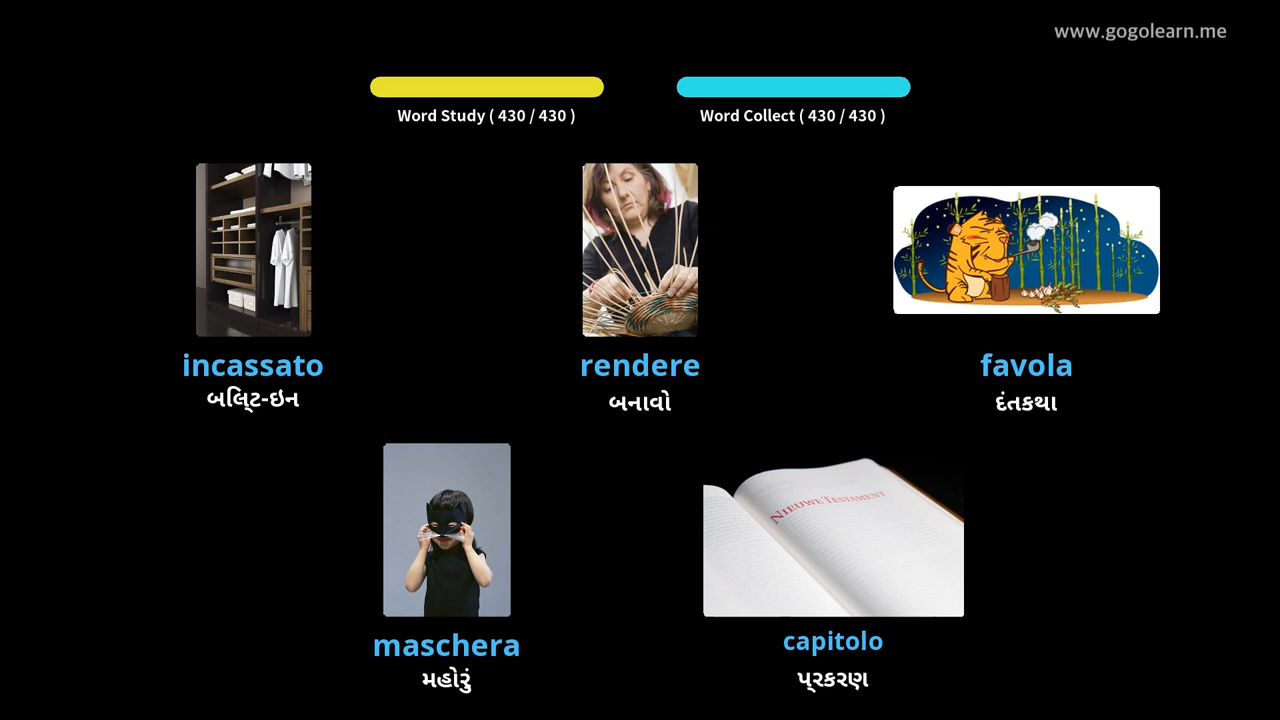 www.gogolearn.me
Word Study ( 430 / 430 )
Word Collect ( 430 / 430 )
incassato
બિલ્ટ-ઇન
rendere
બનાવો
favola
દંતકથા
NIEUWE TESTAMENT
maschera
મહોરું
capitolo
પ્રકરણ